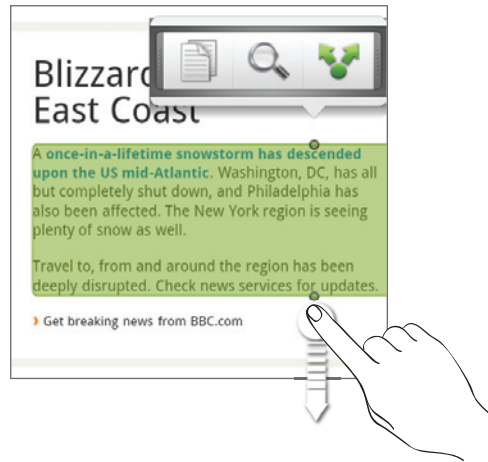 Blizzard
East Coast
A once-in-a-lifetime snowstorm has descended
upon the US mid-Atlantic. Washington, DC, has all
but completely shut down, and Philadelphia has
also been affected. The New York region is seeing
plenty of snow as well.
Travel to, from and around the region has been
deeply disrupted. Check news services for updates.
Get breaking news from BBC.com